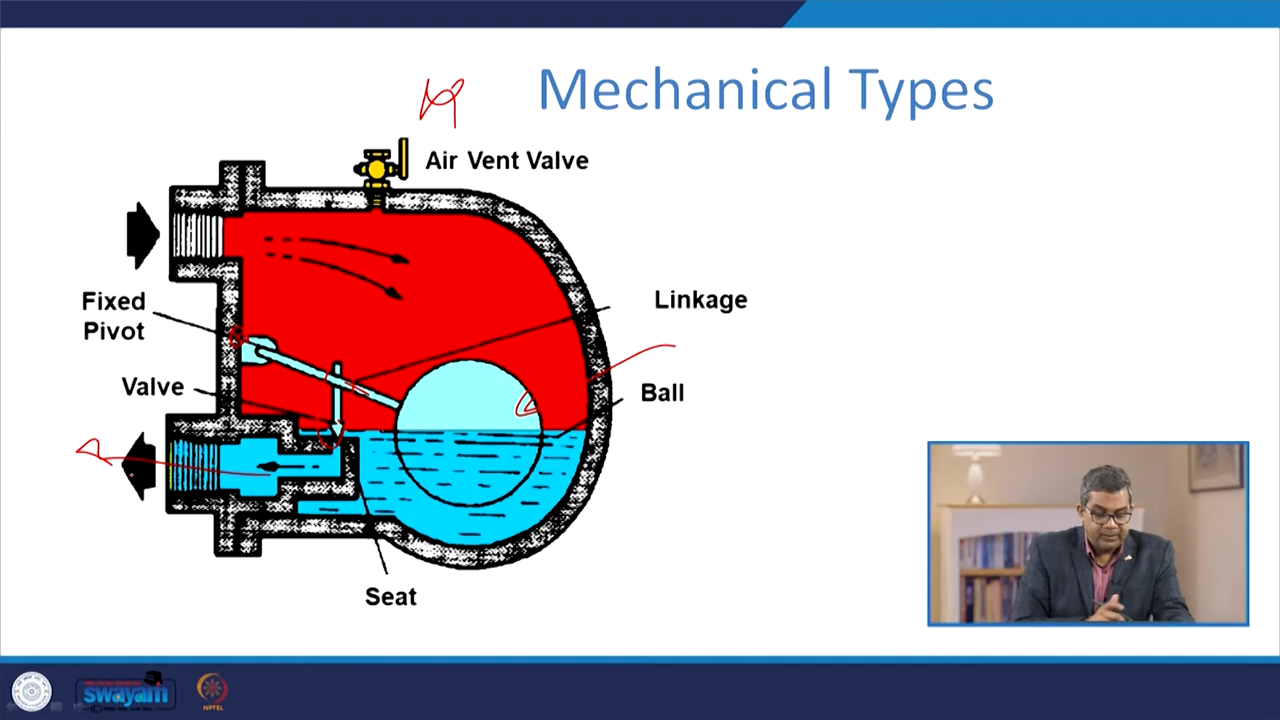 Mechanical Types
Air Vent Valve
Fixed
Pivot
Linkage
Valve
Ball
Seat
swayam
NPTEL